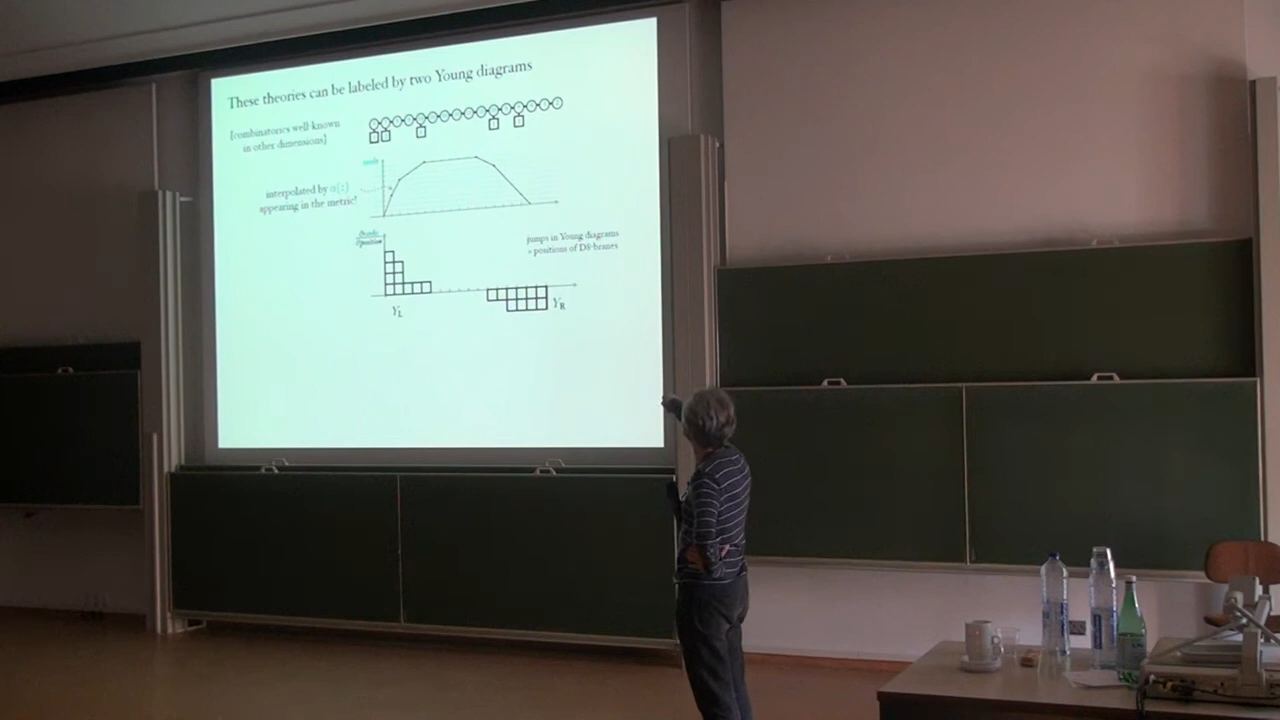 These theories can be labeled by two Young diagrams
[combinatorics well-known
in other dimensions]
interpolated by α(z)
appearing in the metric!
jumps in Young diagrams
= positions of D8-branes
Y_L
Y_R